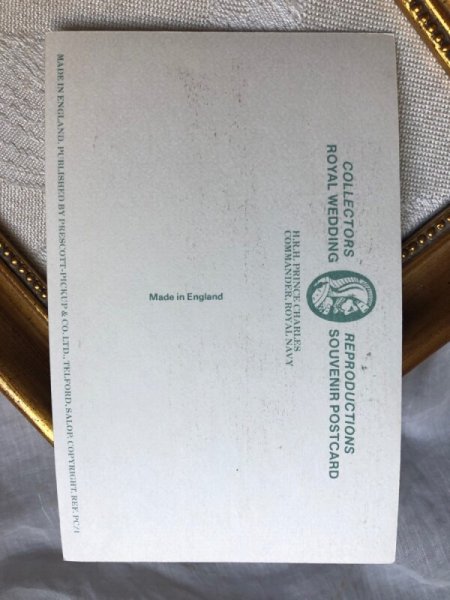 COLLECTORS REPRODUCTIONS
ROYAL WEDDING SOUVENIR POSTCARD
H.R.H. PRINCE CHARLES
COMMANDER, ROYAL NAVY
Made in England
MADE IN ENGLAND. PUBLISHED BY PRESCOTT-PICKUP & CO. LTD., TELFORD, SALOP. COPYRIGHT. REF. PC/1